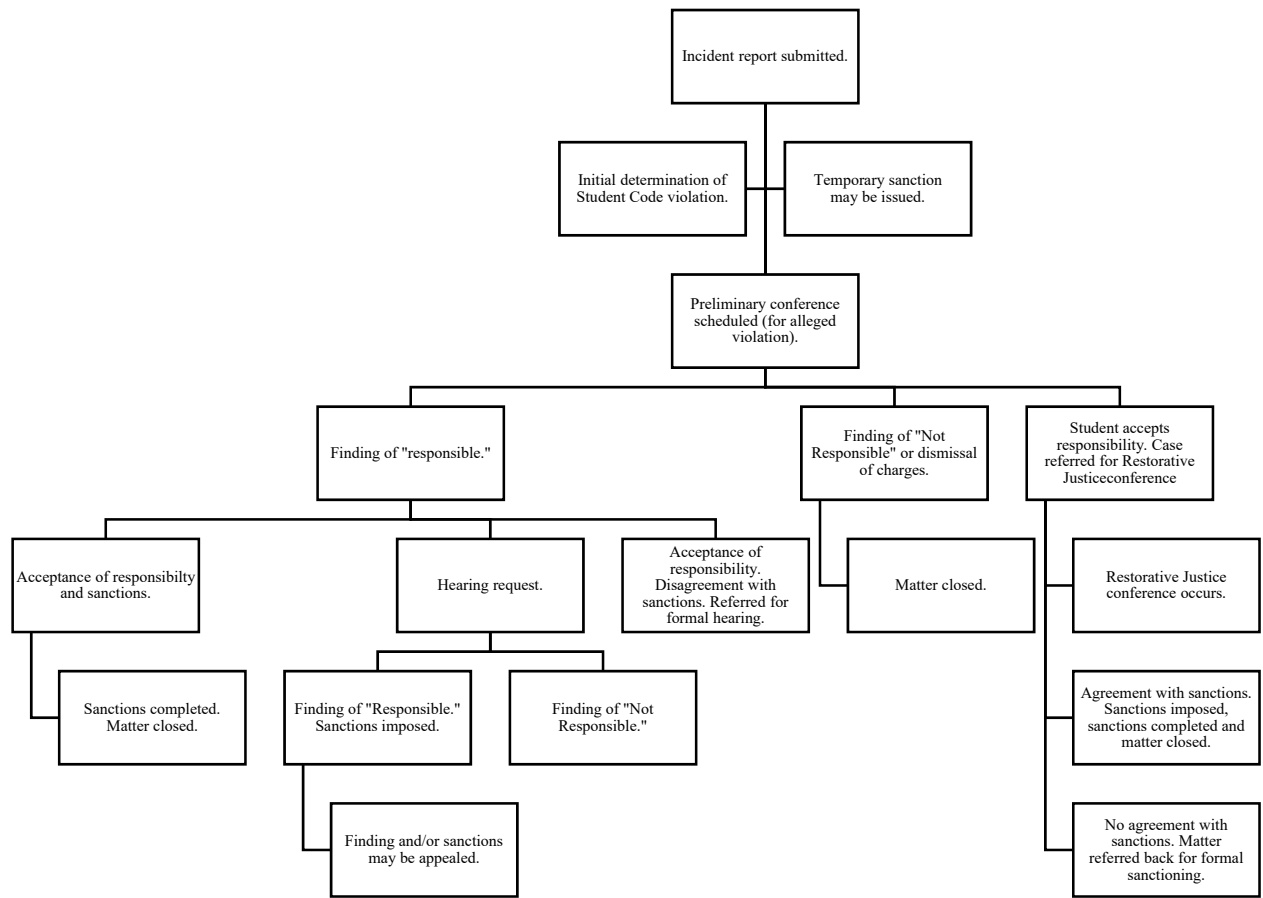 Incident report submitted.
Initial determination of
Student Code violation.
Temporary sanction
may be issued.
Preliminary conference
scheduled (for alleged
violation).
Finding of "responsible."
Finding of "Not
Responsible" or dismissal
of charges.
Student accepts
responsibility. Case
referred for Restorative
Justiceconference
Acceptance of responsibilty
and sanctions.
Hearing request.
Acceptance of
responsibility.
Disagreement with
sanctions. Referred for
formal hearing.
Matter closed.
Restorative Justice
conference occurs.
Sanctions completed.
Matter closed.
Finding of "Responsible."
Sanctions imposed.
Finding of "Not
Responsible."
Agreement with sanctions.
Sanctions imposed,
sanctions completed and
matter closed.
Finding and/or sanctions
may be appealed.
No agreement with
sanctions. Matter
referred back for formal
sanctioning.